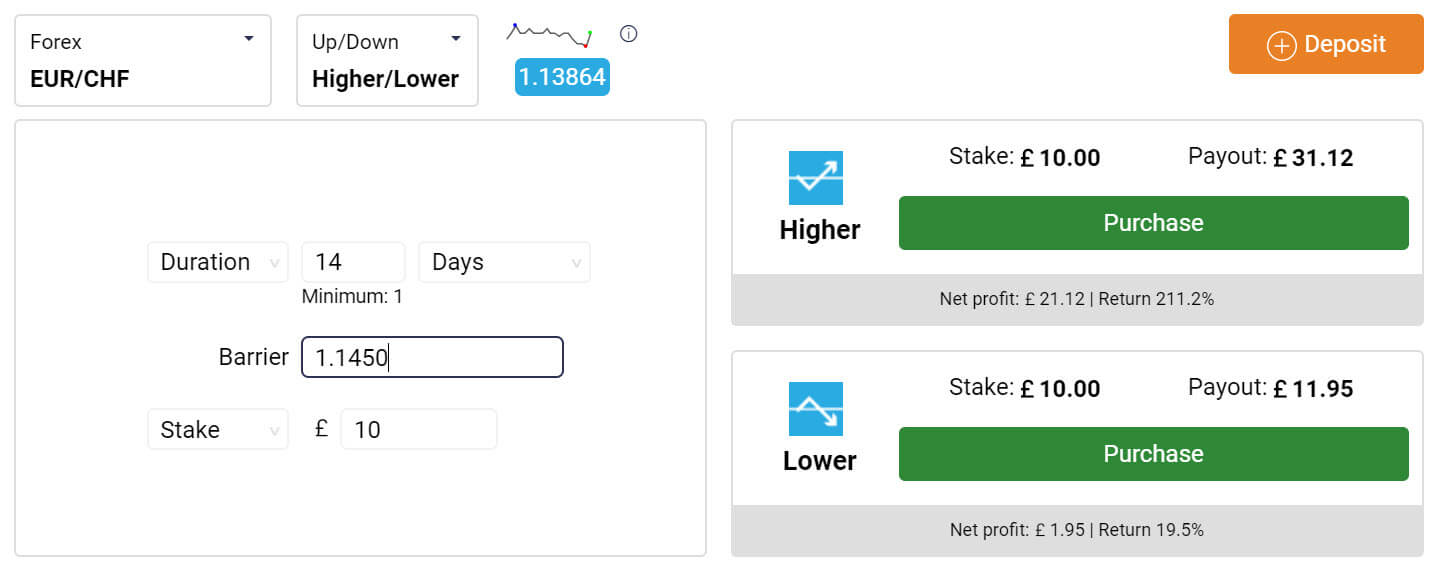 Forex
EUR/CHF
Up/Down
Higher/Lower
1.13864
Deposit
Duration 14 Days
Minimum: 1
Barrier 1.1450
Stake £ 10
Higher
Stake: £ 10.00 Payout: £ 31.12
Purchase
Net profit: £ 21.12 | Return 211.2%
Lower
Stake: £ 10.00 Payout: £ 11.95
Purchase
Net profit: £ 1.95 | Return 19.5%